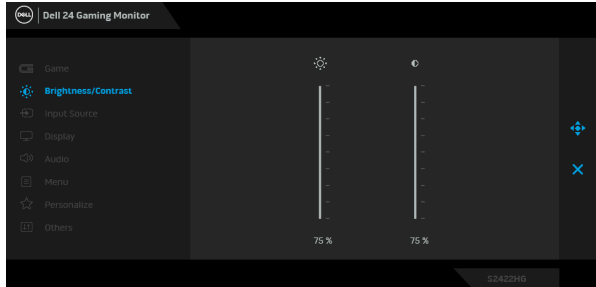 DELL
Dell 24 Gaming Monitor
Game
Brightness/Contrast
Input Source
Display
Audio
Menu
Personalize
Others
75 %
75 %
S2422HG